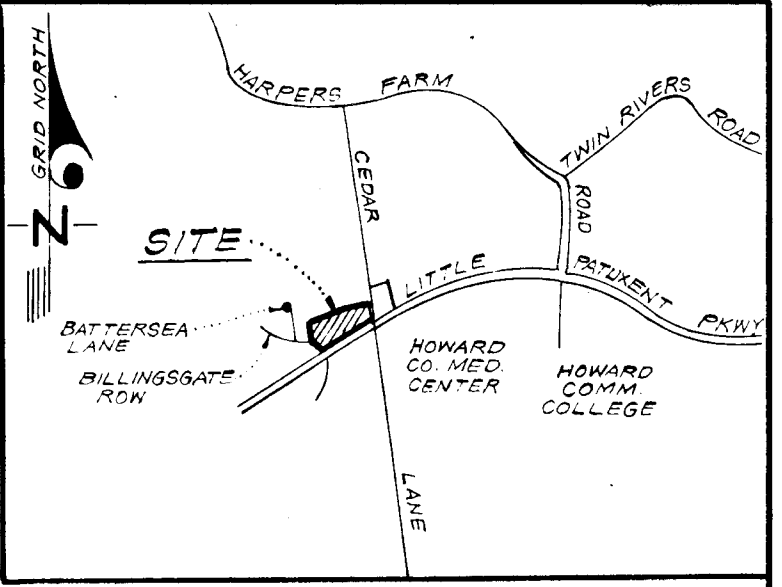 GRID NORTH
N
HARPERS FARM
ROAD
TWIN RIVERS ROAD
CEDAR
LANE
SITE
LITTLE PATUXENT PKWY
BATTERSEA
LANE
BILLINGSGATE
ROW
HOWARD
CO. MED.
CENTER
HOWARD
COMM.
COLLEGE